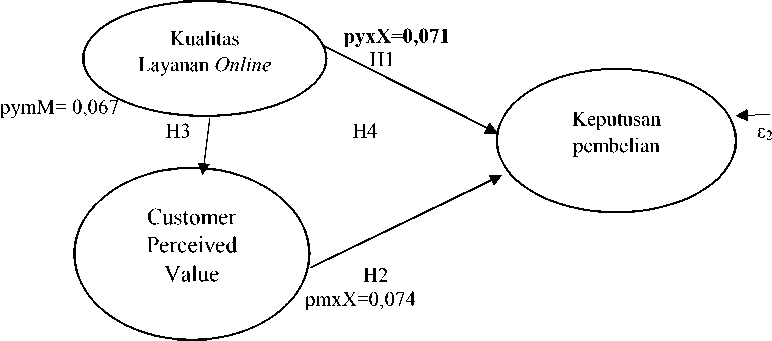 Kualitas
Layanan Online
pyxX=0,071
H1
pymM= 0,067
H3
H4
Keputusan
pembelian
ε2
Customer
Perceived
Value
H2
pmxX=0,074